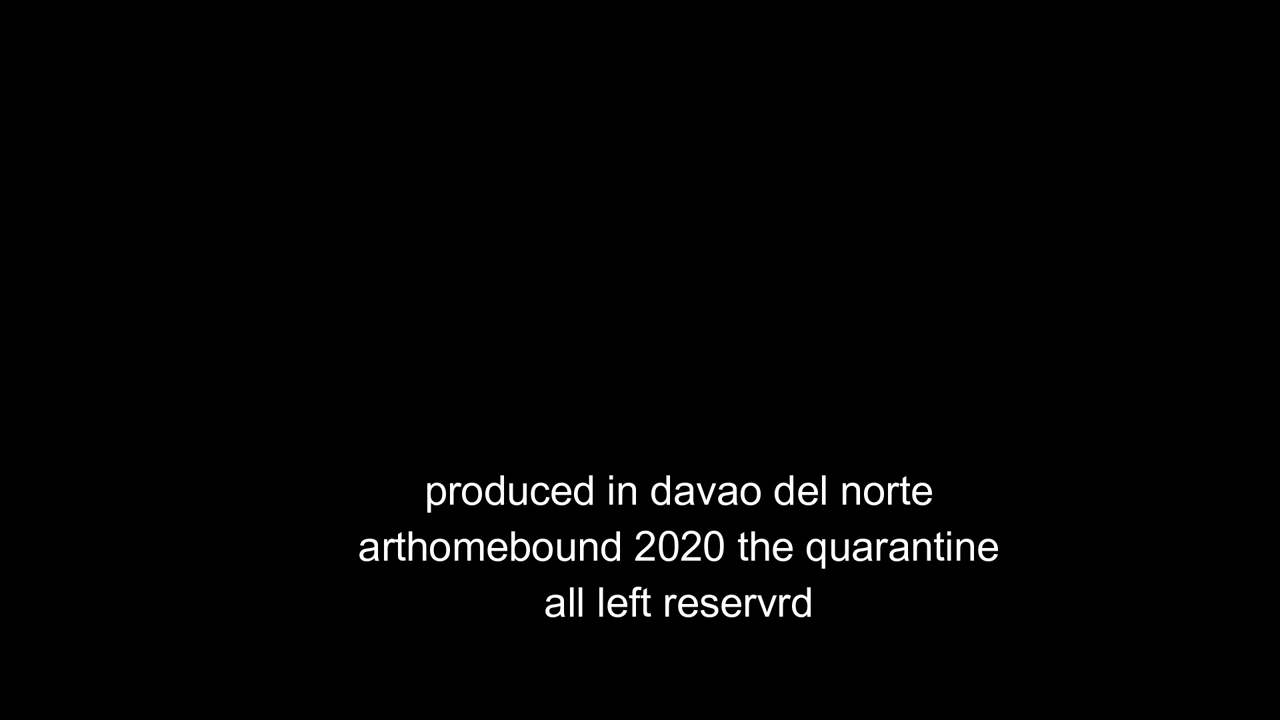 produced in davao del norte
arthomebound 2020 the quarantine
all left reservrd